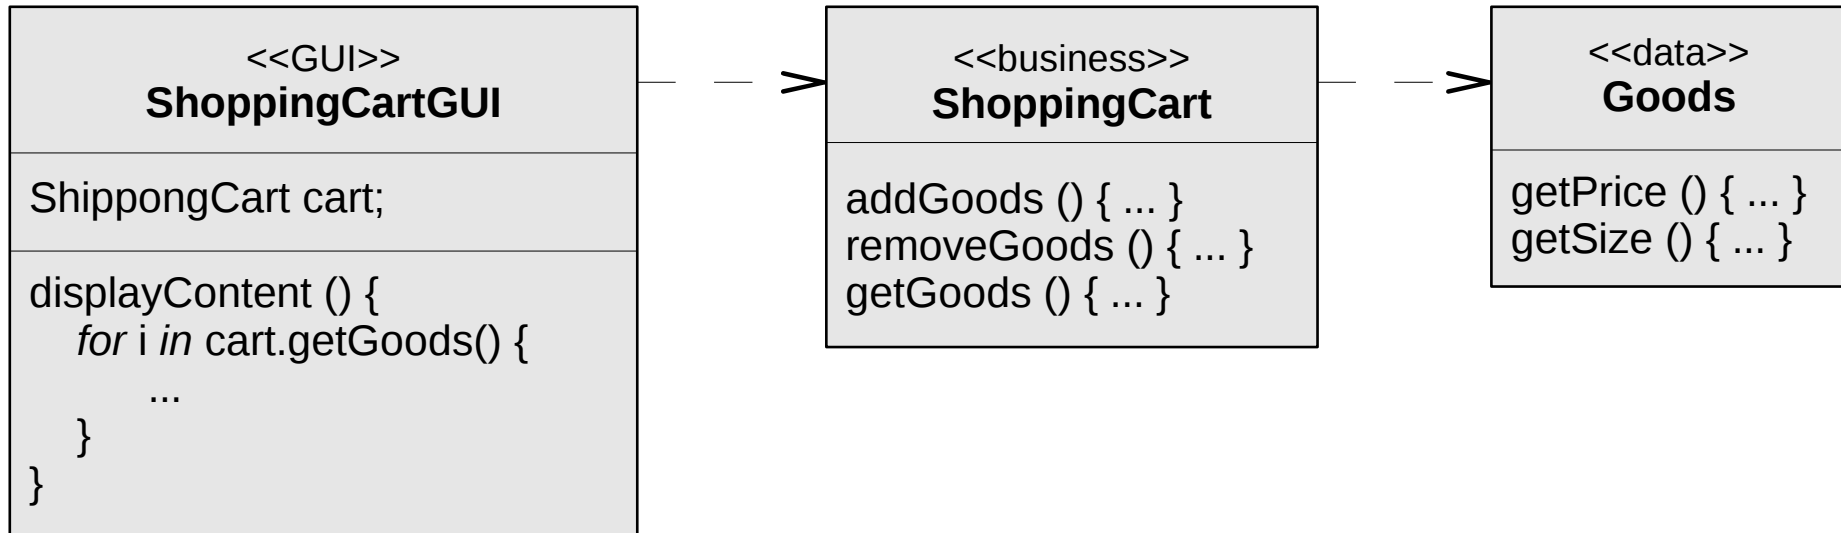 <<GUI>>
ShoppingCartGUI
ShippongCart cart;
displayContent () {
for i in cart.getGoods() {
...
}
}
<<business>>
ShoppingCart
addGoods () { ... }
removeGoods () { ... }
getGoods () { ... }
<<data>>
Goods
getPrice () { ... }
getSize () { ... }